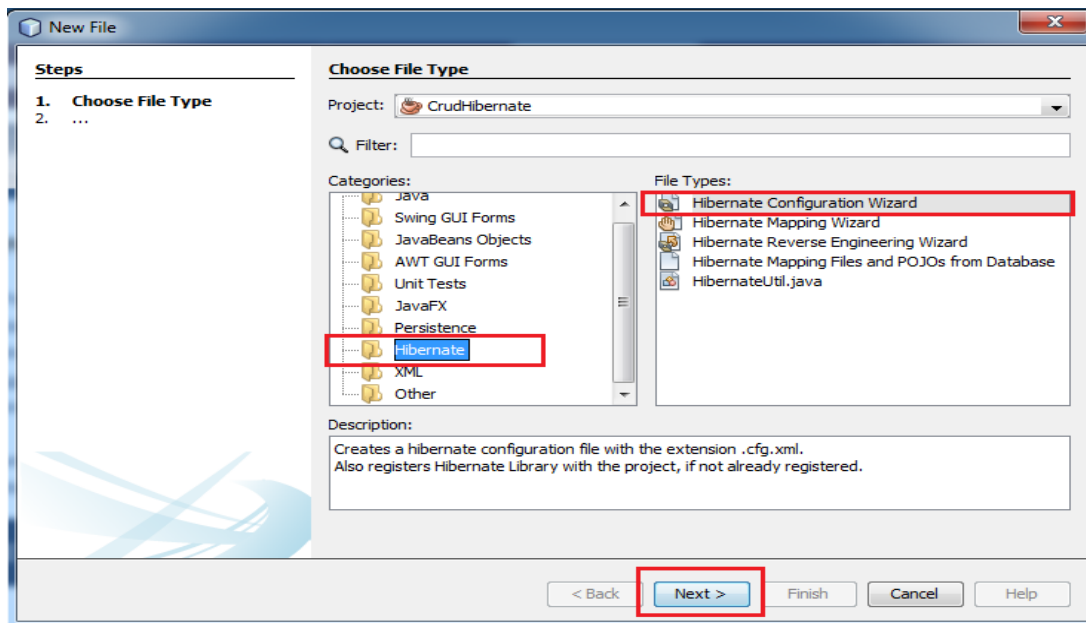 New File
Steps
1. Choose File Type
2. ...
Choose File Type
Project: CrudHibernate
Filter:
Categories:
Java
Swing GUI Forms
JavaBeans Objects
AWT GUI Forms
Unit Tests
JavaFX
Persistence
Hibernate
XML
Other
File Types:
Hibernate Configuration Wizard
Hibernate Mapping Wizard
Hibernate Reverse Engineering Wizard
Hibernate Mapping Files and POJOs from Database
HibernateUtil.java
Description:
Creates a hibernate configuration file with the extension .cfg.xml.
Also registers Hibernate Library with the project, if not already registered.
< Back Next > Finish Cancel Help